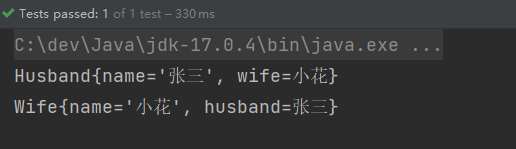 Tests passed: 1 of 1 test – 330 ms
C:\dev\Java\jdk-17.0.4\bin\java.exe ...
Husband{name='张三', wife=小花}
Wife{name='小花', husband=张三}